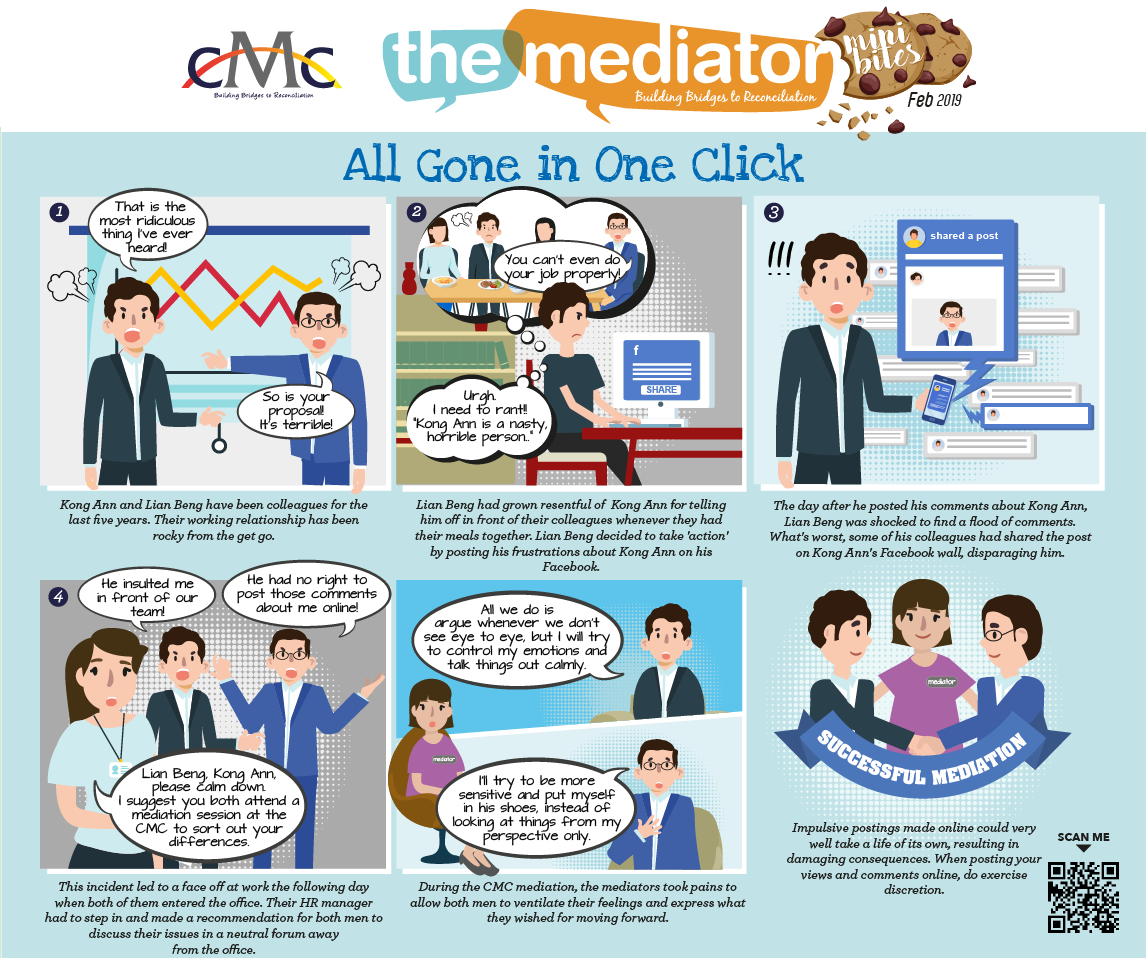 CMC
Building Bridges to Reconciliation
the mediator
Building Bridges to Reconciliation
mini
bites
Feb 2019
All Gone in One Click
1
That is the
most ridiculous
thing I've ever
heard!
So is your
proposal!
It's terrible!
Kong Ann and Lian Beng have been colleagues for the
last five years. Their working relationship has been
rocky from the get go.
2
You can't even do
your job properly!
f
SHARE
Urgh.
I need to rant!!
"Kong Ann is a nasty,
horrible person.."
Lian Beng had grown resentful of Kong Ann for telling
him off in front of their colleagues whenever they had
their meals together. Lian Beng decided to take 'action'
by posting his frustrations about Kong Ann on his
Facebook.
3
!!!
shared a post
The day after he posted his comments about Kong Ann,
Lian Beng was shocked to find a flood of comments.
What's worst, some of his colleagues had shared the post
on Kong Ann's Facebook wall, disparaging him.
4
He insulted me
in front of our
team!
He had no right to
post those comments
about me online!
Lian Beng, Kong Ann,
please calm down.
I suggest you both attend a
mediation session at the
CMC to sort out your
differences.
This incident led to a face off at work the following day
when both of them entered the office. Their HR manager
had to step in and made a recommendation for both men to
discuss their issues in a neutral forum away
from the office.
All we do is
argue whenever we don't
see eye to eye, but I will try
to control my emotions and
talk things out calmly.
mediator
I'll try to be more
sensitive and put myself
in his shoes, instead of
looking at things from my
perspective only.
During the CMC mediation, the mediators took pains to
allow both men to ventilate their feelings and express what
they wished for moving forward.
mediator
SUCCESSFUL MEDIATION
Impulsive postings made online could very
well take a life of its own, resulting in
damaging consequences. When posting your
views and comments online, do exercise
discretion.
SCAN ME